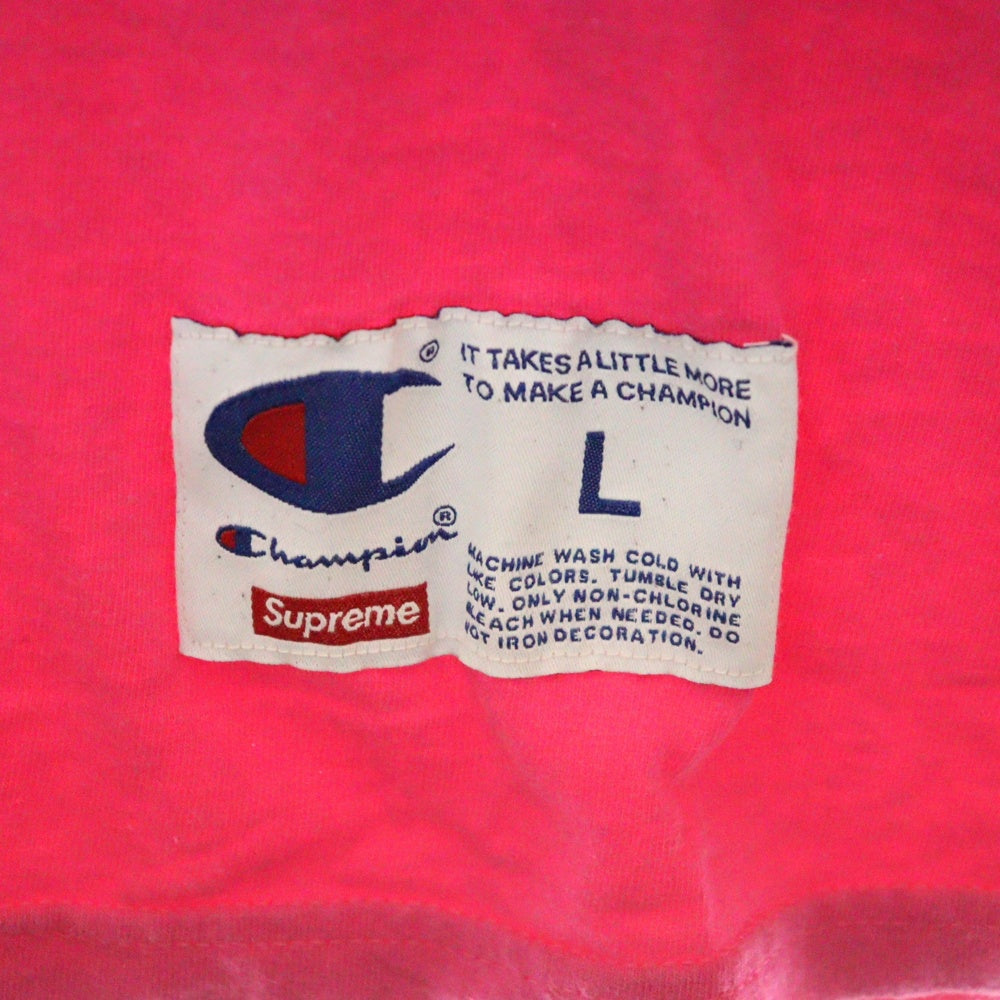 ®
Champion®
Supreme
IT TAKES A LITTLE MORE
TO MAKE A CHAMPION
L
MACHINE WASH COLD WITH
LIKE COLORS. TUMBLE DRY
LOW. ONLY NON-CHLORINE
BLEACH WHEN NEEDED. DO
NOT IRON DECORATION.